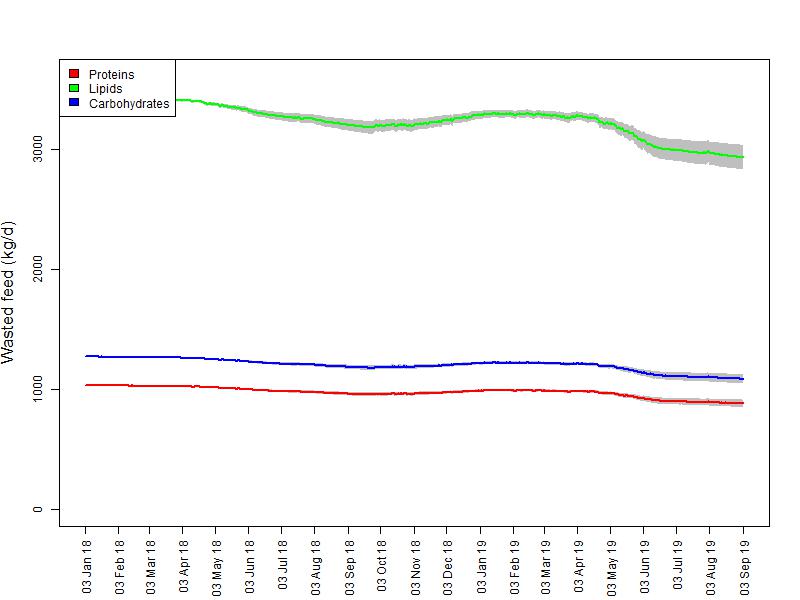 Proteins
Lipids
Carbohydrates
Wasted feed (kg/d)
3000
2000
1000
0
03 Jan 18
03 Feb 18
03 Mar 18
03 Apr 18
03 May 18
03 Jun 18
03 Jul 18
03 Aug 18
03 Sep 18
03 Oct 18
03 Nov 18
03 Dec 18
03 Jan 19
03 Feb 19
03 Mar 19
03 Apr 19
03 May 19
03 Jun 19
03 Jul 19
03 Aug 19
03 Sep 19